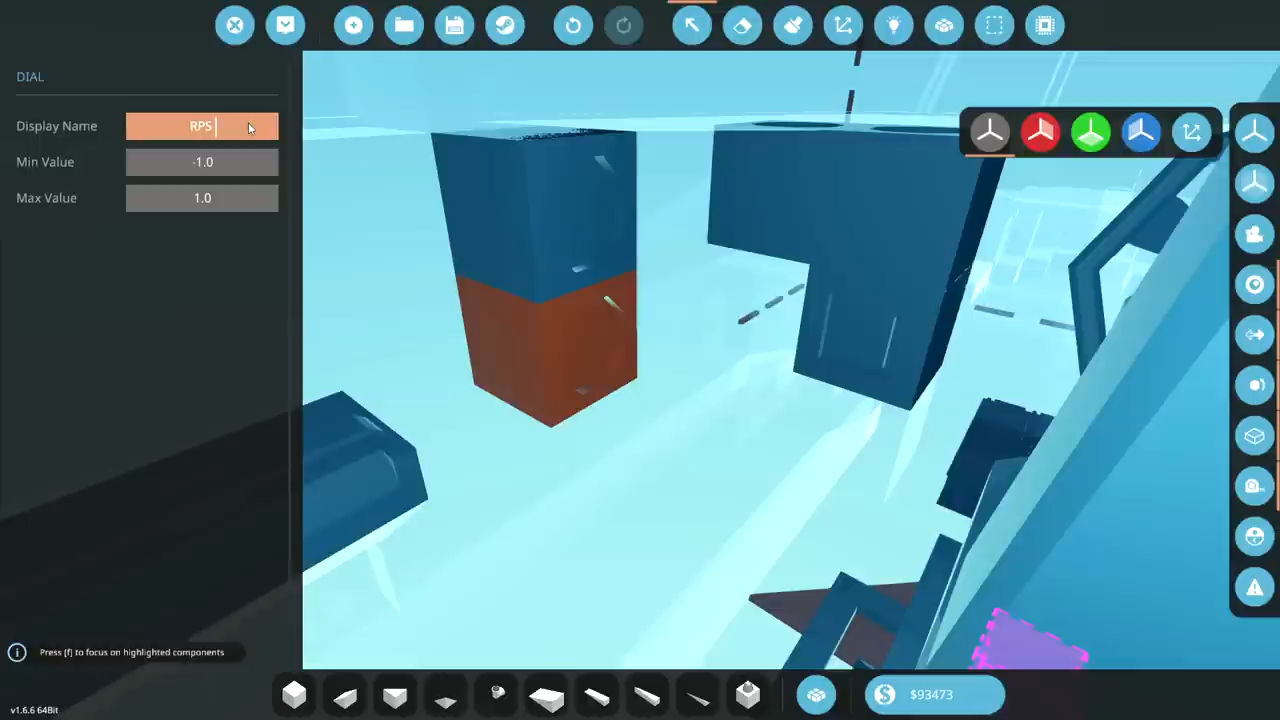 DIAL
Display Name RPS
Min Value -1.0
Max Value 1.0
Press [f] to focus on highlighted components
$93473
v1.6.6 64Bit